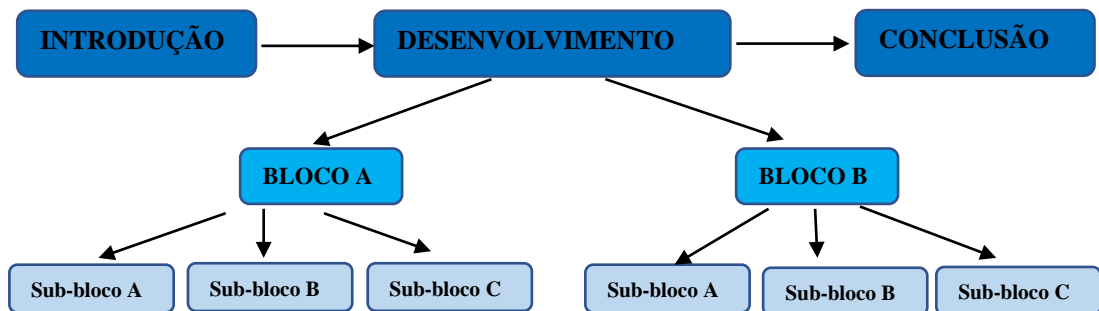 INTRODUÇÃO
DESENVOLVIMENTO
CONCLUSÃO
BLOCO A
BLOCO B
Sub-bloco A
Sub-bloco B
Sub-bloco C
Sub-bloco A
Sub-bloco B
Sub-bloco C